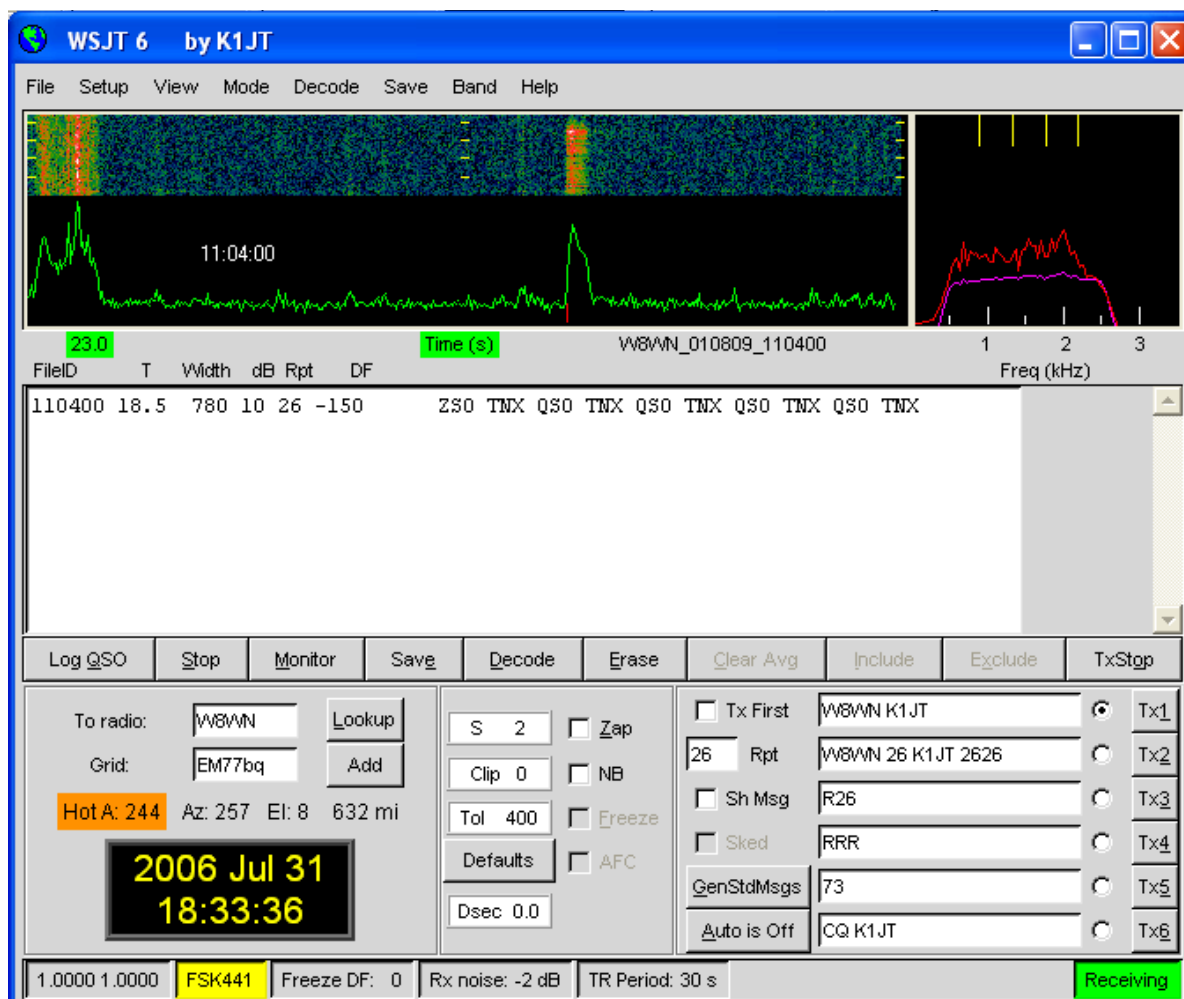 WSJT 6 by K1JT
File Setup View Mode Decode Save Band Help
11:04:00
23.0 Time (s) W8WN_010809_110400 1 2 3
FileID T Width dB Rpt DF Freq (kHz)
110400 18.5 780 10 26 -150 ZS0 TNX QS0 TNX QS0 TNX QS0 TNX QS0 TNX
Log QSO Stop Monitor Save Decode Erase Clear Avg Include Exclude TxStop
To radio: W8WN Lookup
Grid: EM77bq Add
Hot A: 244 Az: 257 El: 8 632 mi
2006 Jul 31
18:33:36
S 2 Zap
Clip 0 NB
Tol 400 Freeze
Defaults AFC
Dsec 0.0
Tx First W8WN K1JT Tx1
26 Rpt W8WN 26 K1JT 2626 Tx2
Sh Msg R26 Tx3
Sked RRR Tx4
GenStdMsgs 73 Tx5
Auto is Off CQ K1JT Tx6
1.0000 1.0000 FSK441 Freeze DF: 0 Rx noise: -2 dB TR Period: 30 s Receiving